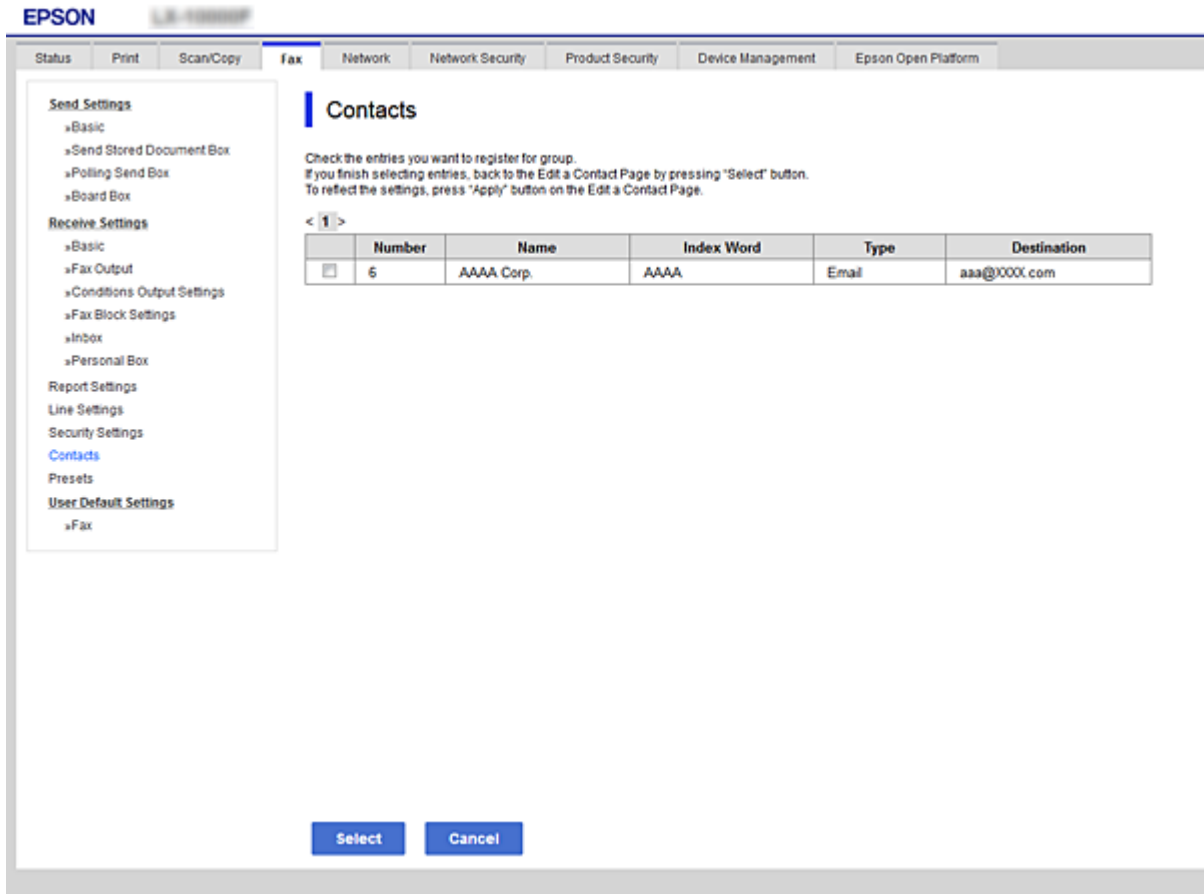 EPSON
Status Print Scan/Copy Fax Network Network Security Product Security Device Management Epson Open Platform
Send Settings
»Basic
»Send Stored Document Box
»Polling Send Box
»Board Box
Receive Settings
»Basic
»Fax Output
»Conditions Output Settings
»Fax Block Settings
»Inbox
»Personal Box
Report Settings
Line Settings
Security Settings
Contacts
Presets
User Default Settings
»Fax
Contacts
Check the entries you want to register for group.
If you finish selecting entries, back to the Edit a Contact Page by pressing "Select" button.
To reflect the settings, press "Apply" button on the Edit a Contact Page.
< 1 >
Number Name Index Word Type Destination
6 AAAA Corp. AAAA Email aaa@XXXX.com
Select Cancel